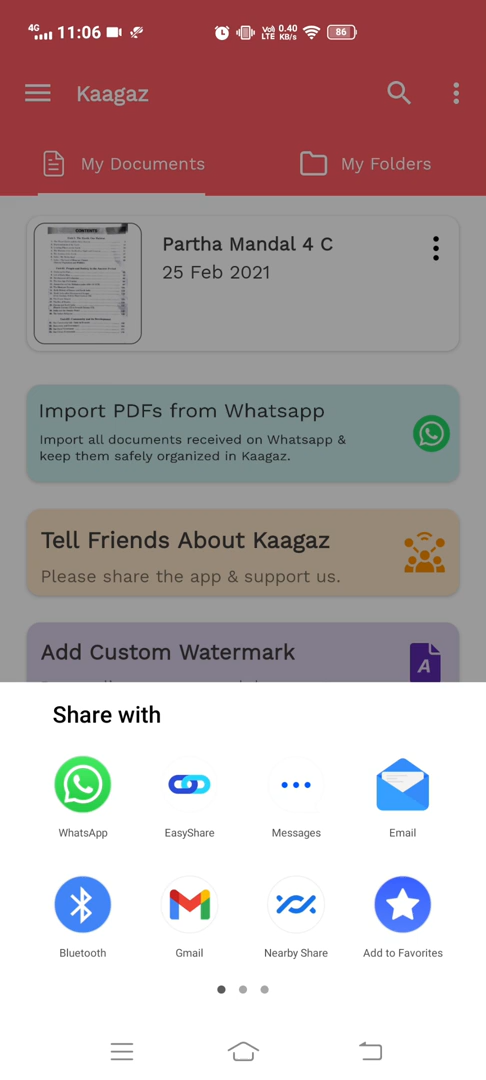 4G 11:06 Vo) 0.40 86
LTE KB/s
Kaagaz
My Documents My Folders
CONTENTS
Partha Mandal 4 C
25 Feb 2021
Import PDFs from Whatsapp
Import all documents received on Whatsapp &
keep them safely organized in Kaagaz.
Tell Friends About Kaagaz
Please share the app & support us.
Add Custom Watermark
A
Share with
WhatsApp EasyShare Messages Email
Bluetooth Gmail Nearby Share Add to Favorites